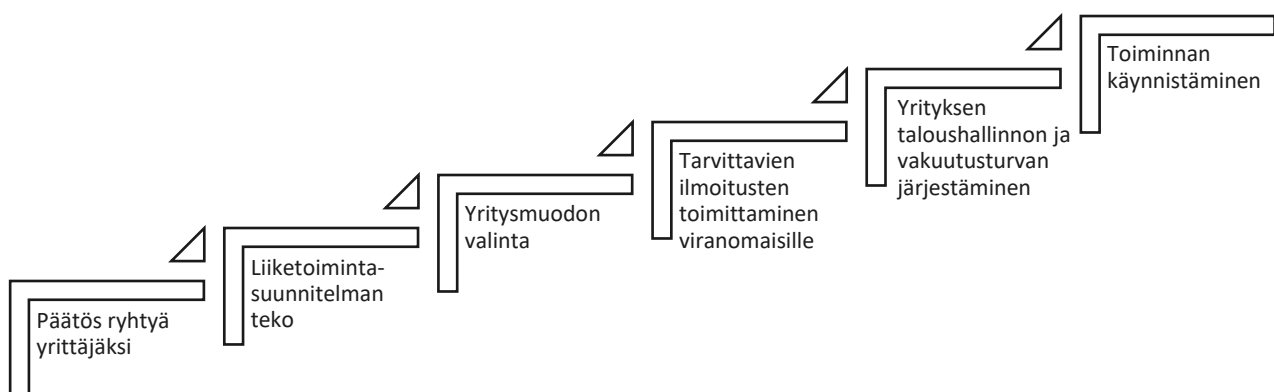 Päätös ryhtyä
yrittäjäksi
Liiketoiminta-
suunnitelman
teko
Yritysmuodon
valinta
Tarvittavien
ilmoitusten
toimittaminen
viranomaisille
Yrityksen
taloushallinnon ja
vakuutusturvan
järjestäminen
Toiminnan
käynnistäminen